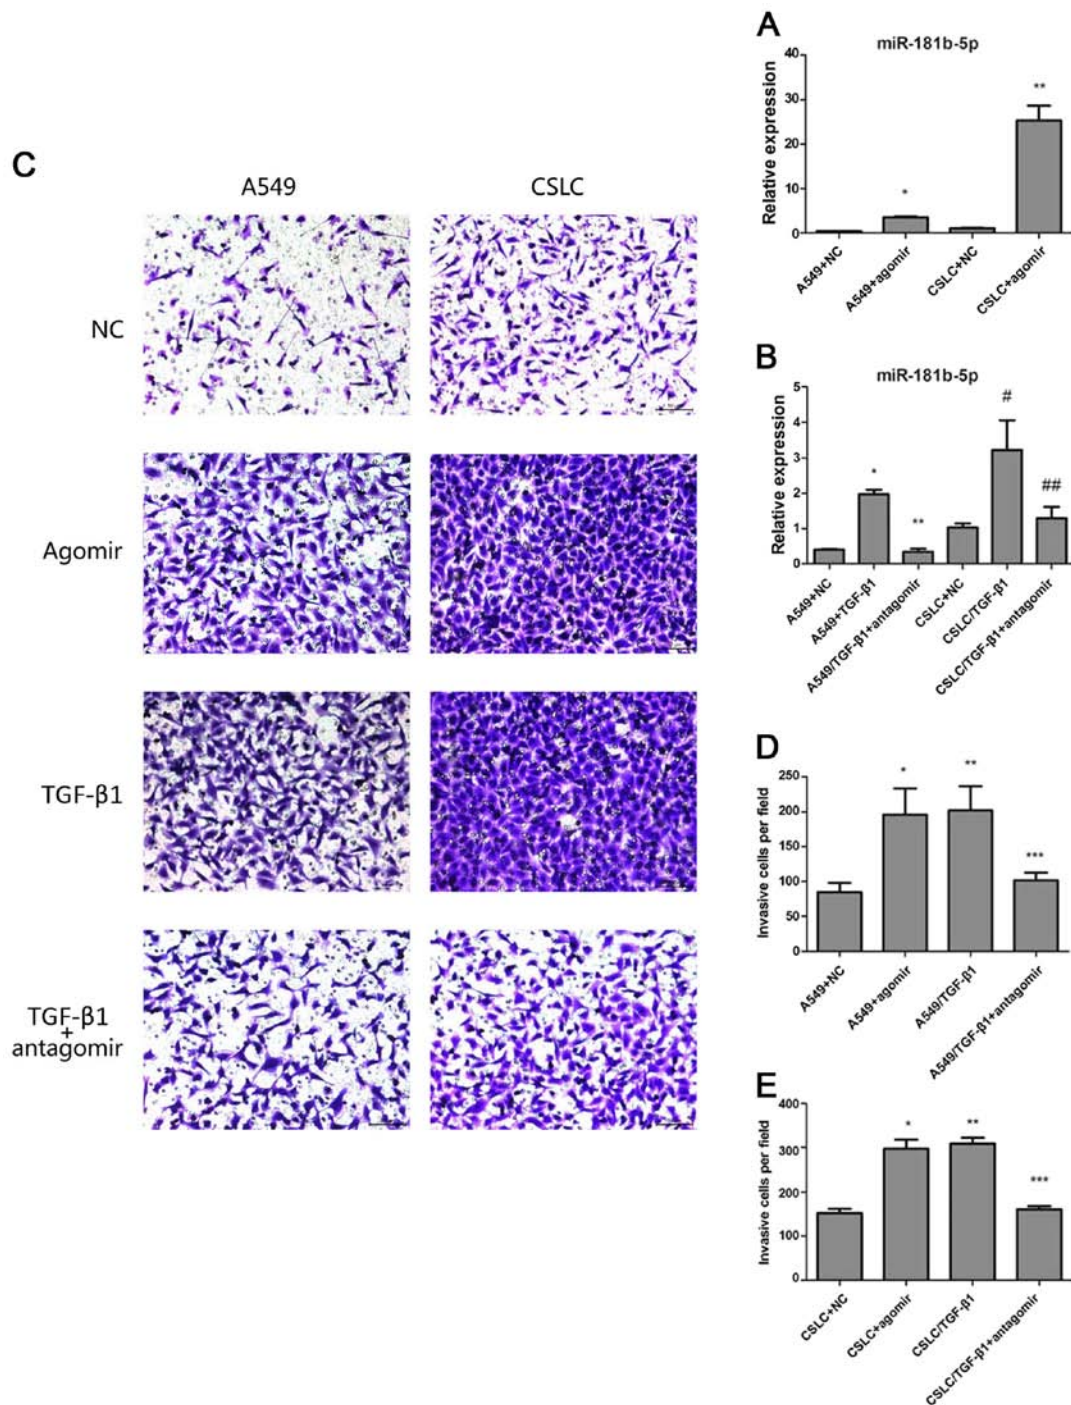 A
miR-181b-5p
Relative expression
40
30
20
10
0
*
**
A549+NC
A549+agomir
CSLC+NC
CSLC+agomir
C
A549
CSLC
NC
Agomir
TGF-β1
TGF-β1
+
antagomir
B
miR-181b-5p
Relative expression
5
4
3
2
1
0
*
**
#
##
A549+NC
A549+TGF-β1
A549/TGF-β1+antagomir
CSLC+NC
CSLC/TGF-β1
CSLC/TGF-β1+antagomir
D
Invasive cells per field
250
200
150
100
50
0
*
**
***
A549+NC
A549+agomir
A549/TGF-β1
A549/TGF-β1+antagomir
E
Invasive cells per field
400
300
200
100
0
*
**
***
CSLC+NC
CSLC+agomir
CSLC/TGF-β1
CSLC/TGF-β1+antagomir